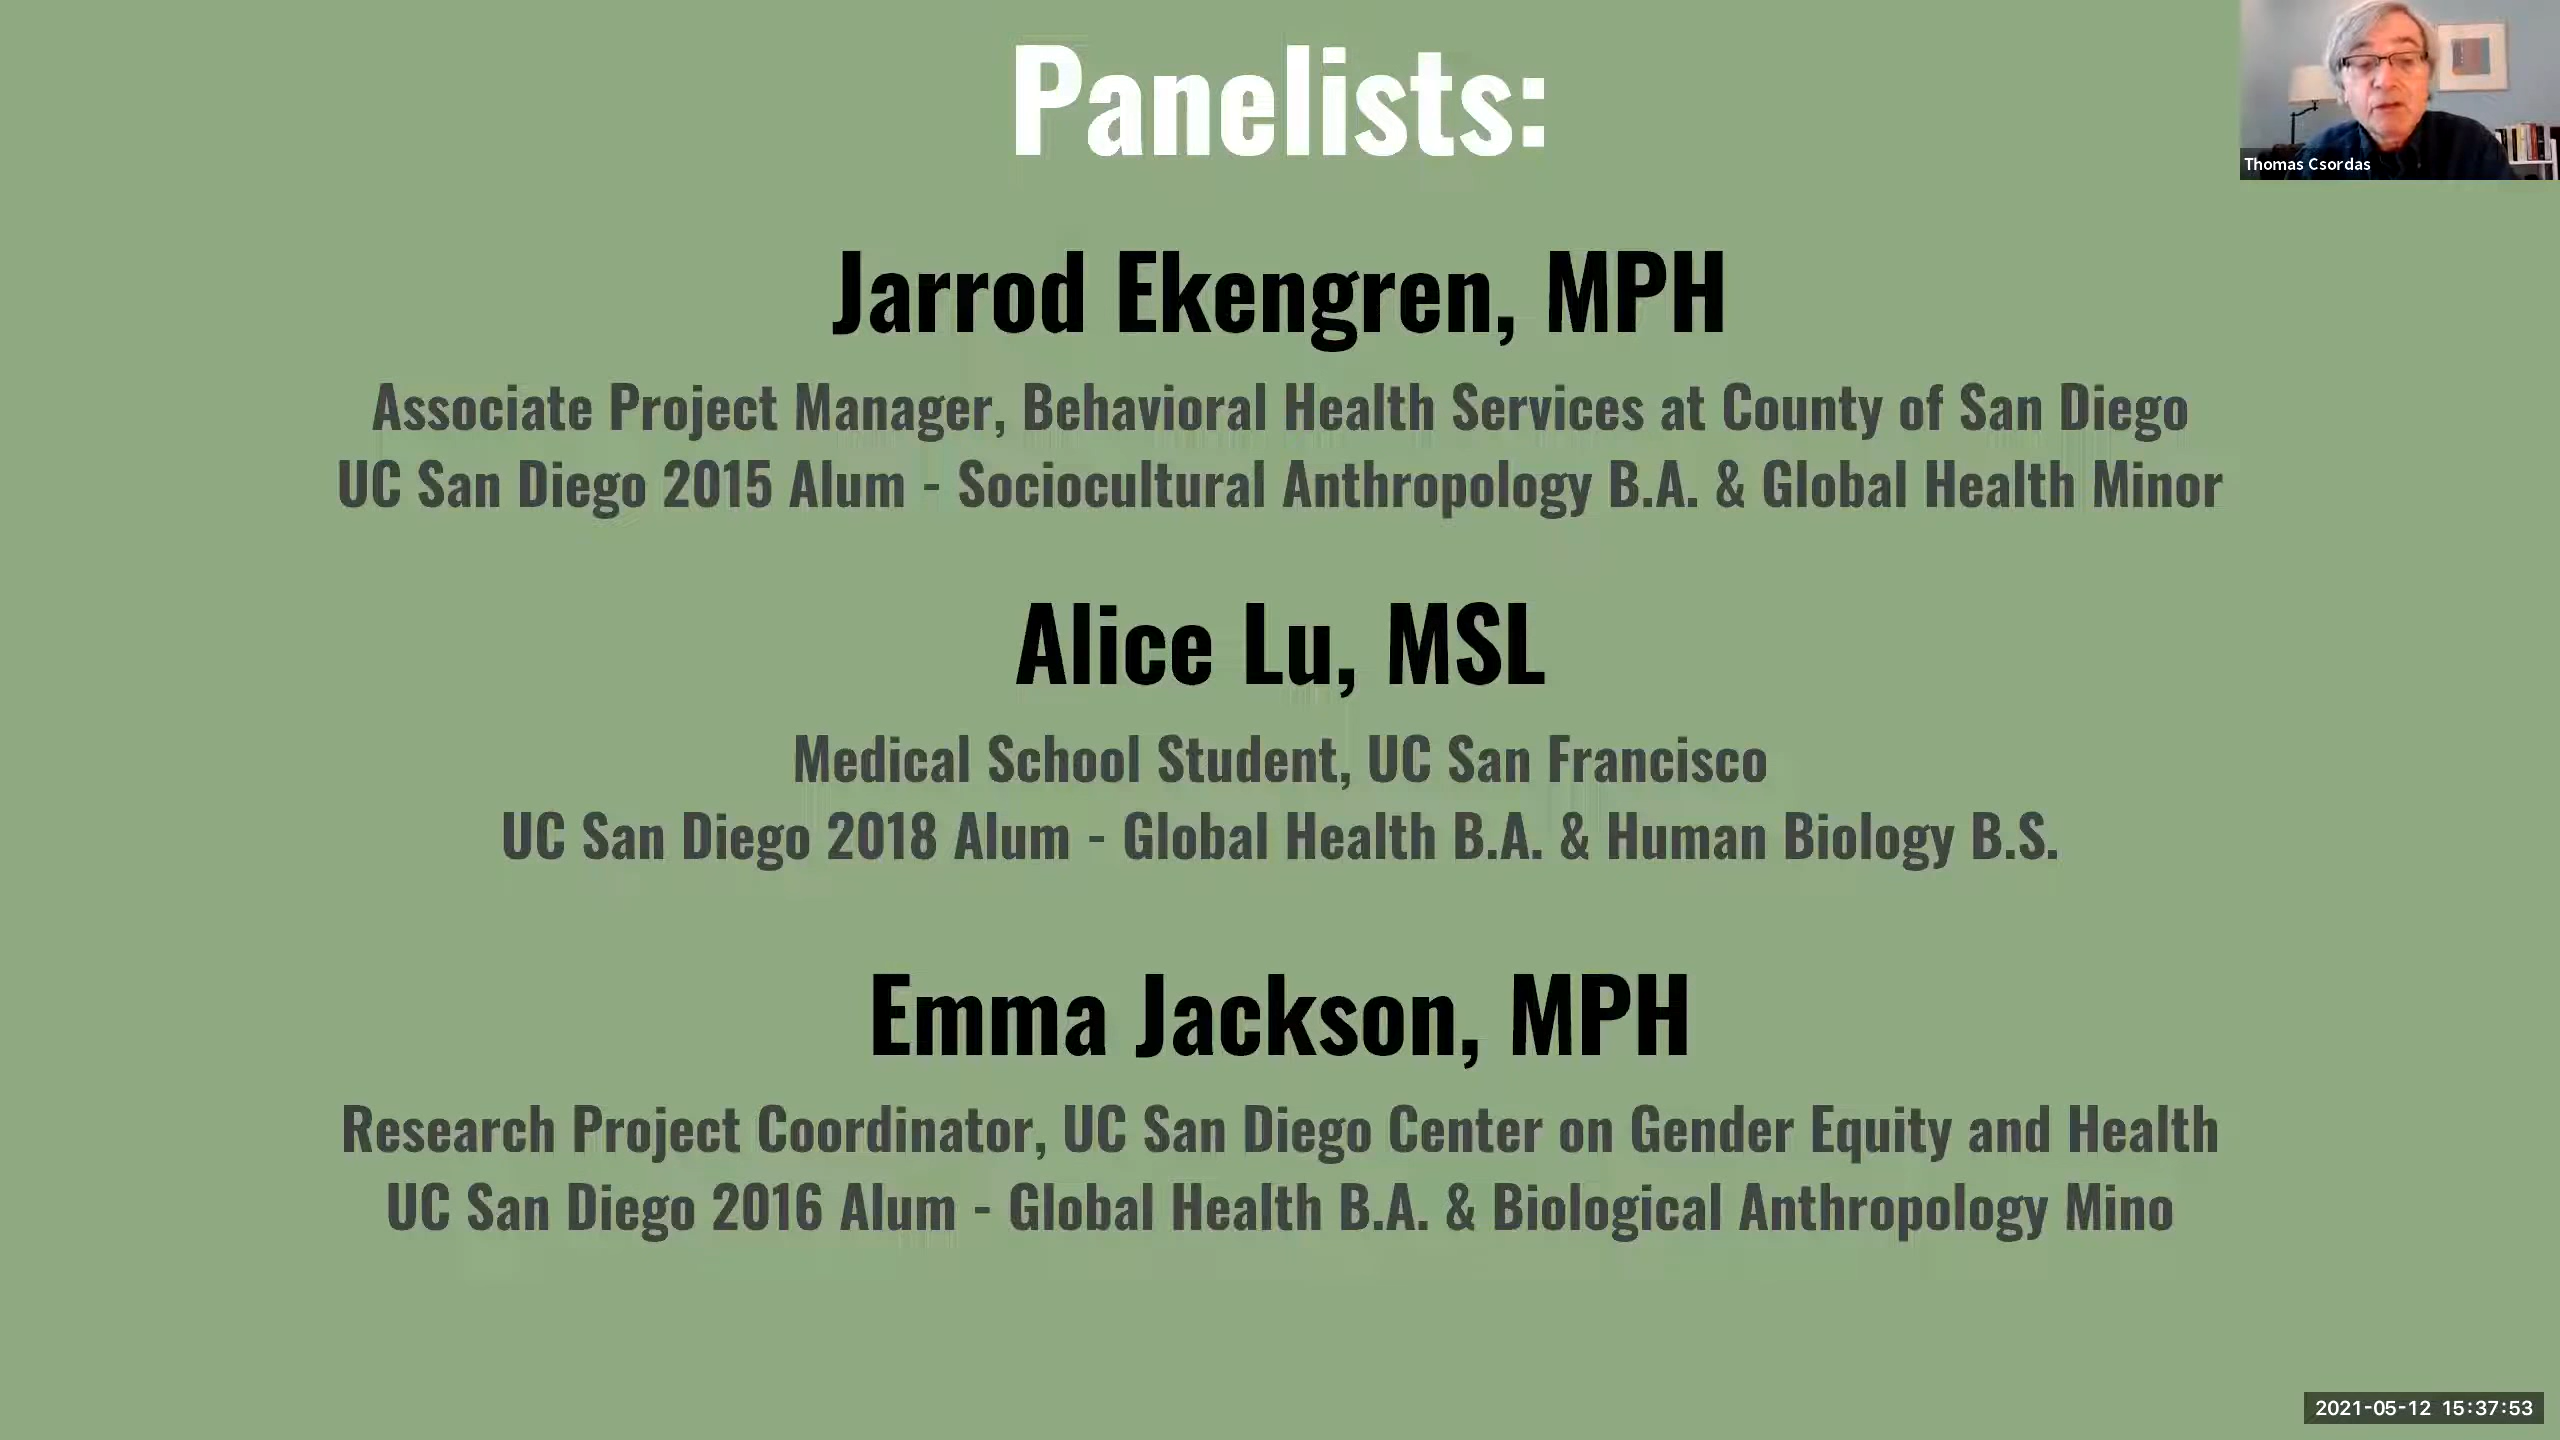 Panelists:
Thomas Csordas
Jarrod Ekengren, MPH
Associate Project Manager, Behavioral Health Services at County of San Diego
UC San Diego 2015 Alum - Sociocultural Anthropology B.A. & Global Health Minor
Alice Lu, MSL
Medical School Student, UC San Francisco
UC San Diego 2018 Alum - Global Health B.A. & Human Biology B.S.
Emma Jackson, MPH
Research Project Coordinator, UC San Diego Center on Gender Equity and Health
UC San Diego 2016 Alum - Global Health B.A. & Biological Anthropology Mino
2021-05-12 15:37:53